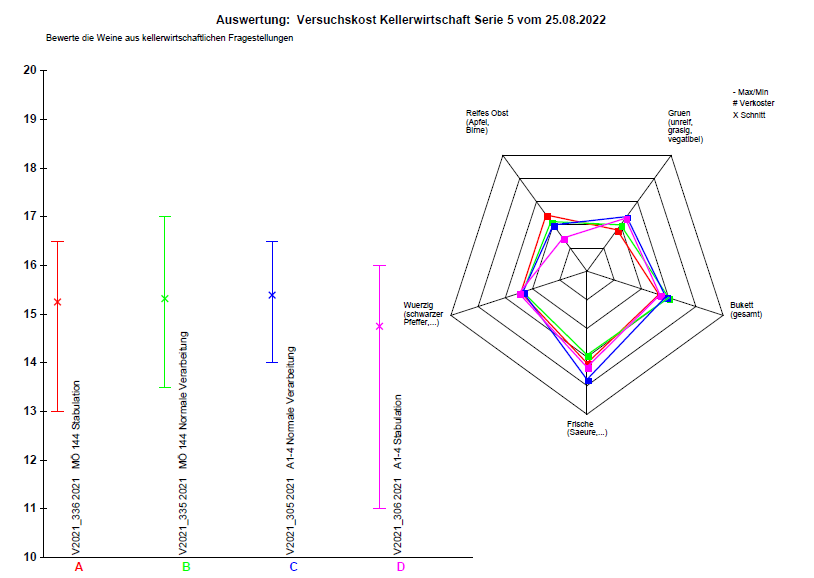 Auswertung:  Versuchskost Kellerwirtschaft Serie 5 vom 25.08.2022
Bewerte die Weine aus kellerwirtschaftlichen Fragestellungen
20
19
18
17
16
15
14
13
12
11
10
V2021_336 2021   MÖ 144 Stabulation
V2021_335 2021   MÖ 144 Normale Verarbeitung
V2021_305 2021   A1-4 Normale Verarbeitung
V2021_306 2021   A1-4 Stabulation
A
B
C
D
- Max/Min
# Verkoster
X Schnitt
Reifes Obst
(Apfel,
Birne)
Gruen
(unreif,
grasig,
vegatibel)
Wuerzig
(schwarzer
Pfeffer,...)
Bukett
(gesamt)
Frische
(Saeure,...)